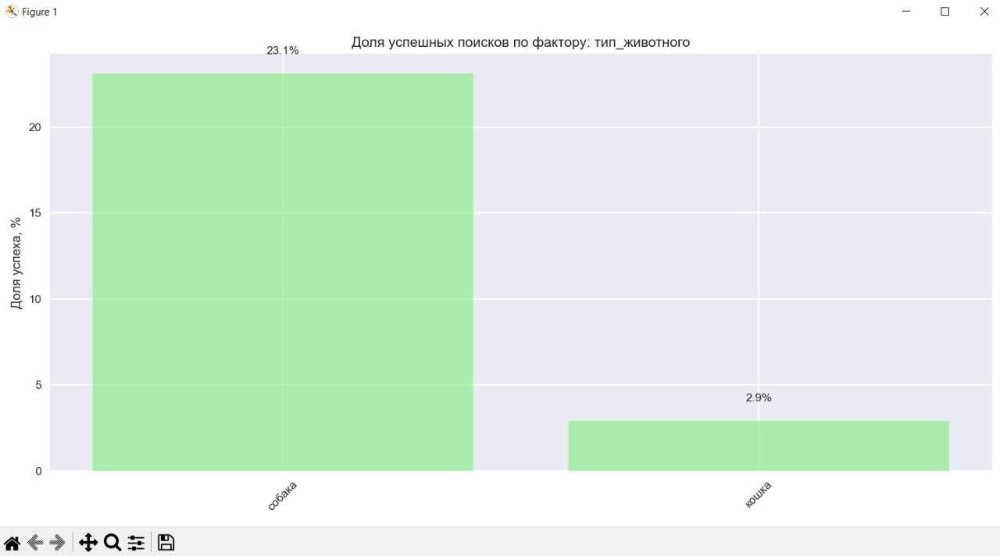 Figure 1
Доля успешных поисков по фактору: тип_животного
23.1%
20
15
10
5
0
Доля успеха, %
2.9%
собака
кошка